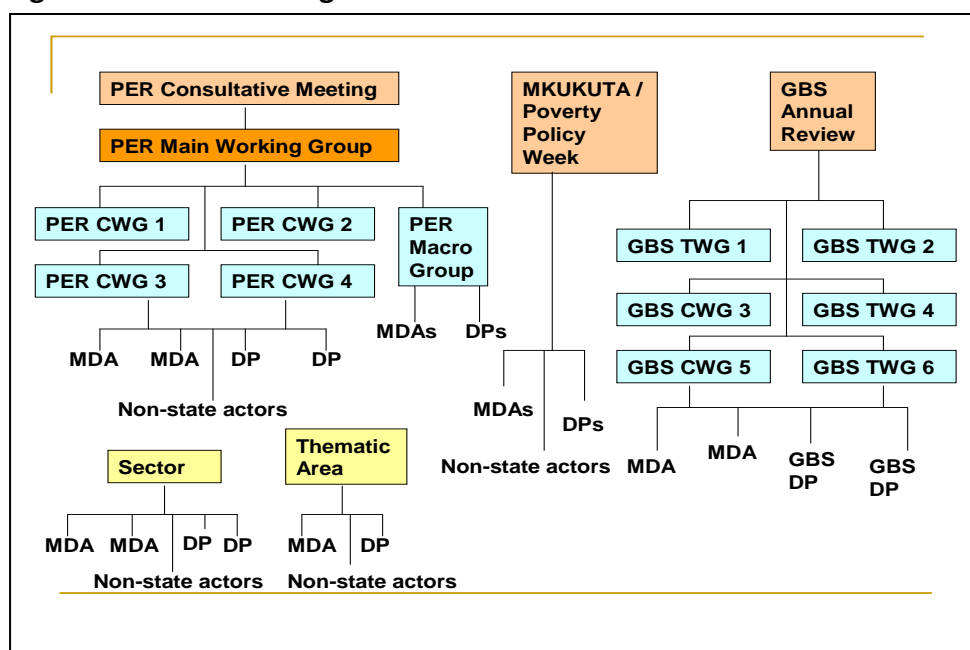 PER Consultative Meeting
PER Main Working Group
PER CWG 1
PER CWG 2
PER
Macro
Group
PER CWG 3
PER CWG 4
MDAs
DPs
MDA
MDA
DP
DP
Non-state actors
Sector
MDA
MDA
DP
DP
Non-state actors
Thematic
Area
MDA
DP
Non-state actors
MKUKUTA /
Poverty
Policy
Week
MDAs
DPs
Non-state actors
GBS
Annual
Review
GBS TWG 1
GBS TWG 2
GBS CWG 3
GBS TWG 4
GBS CWG 5
GBS TWG 6
MDA
MDA
GBS
DP
GBS
DP